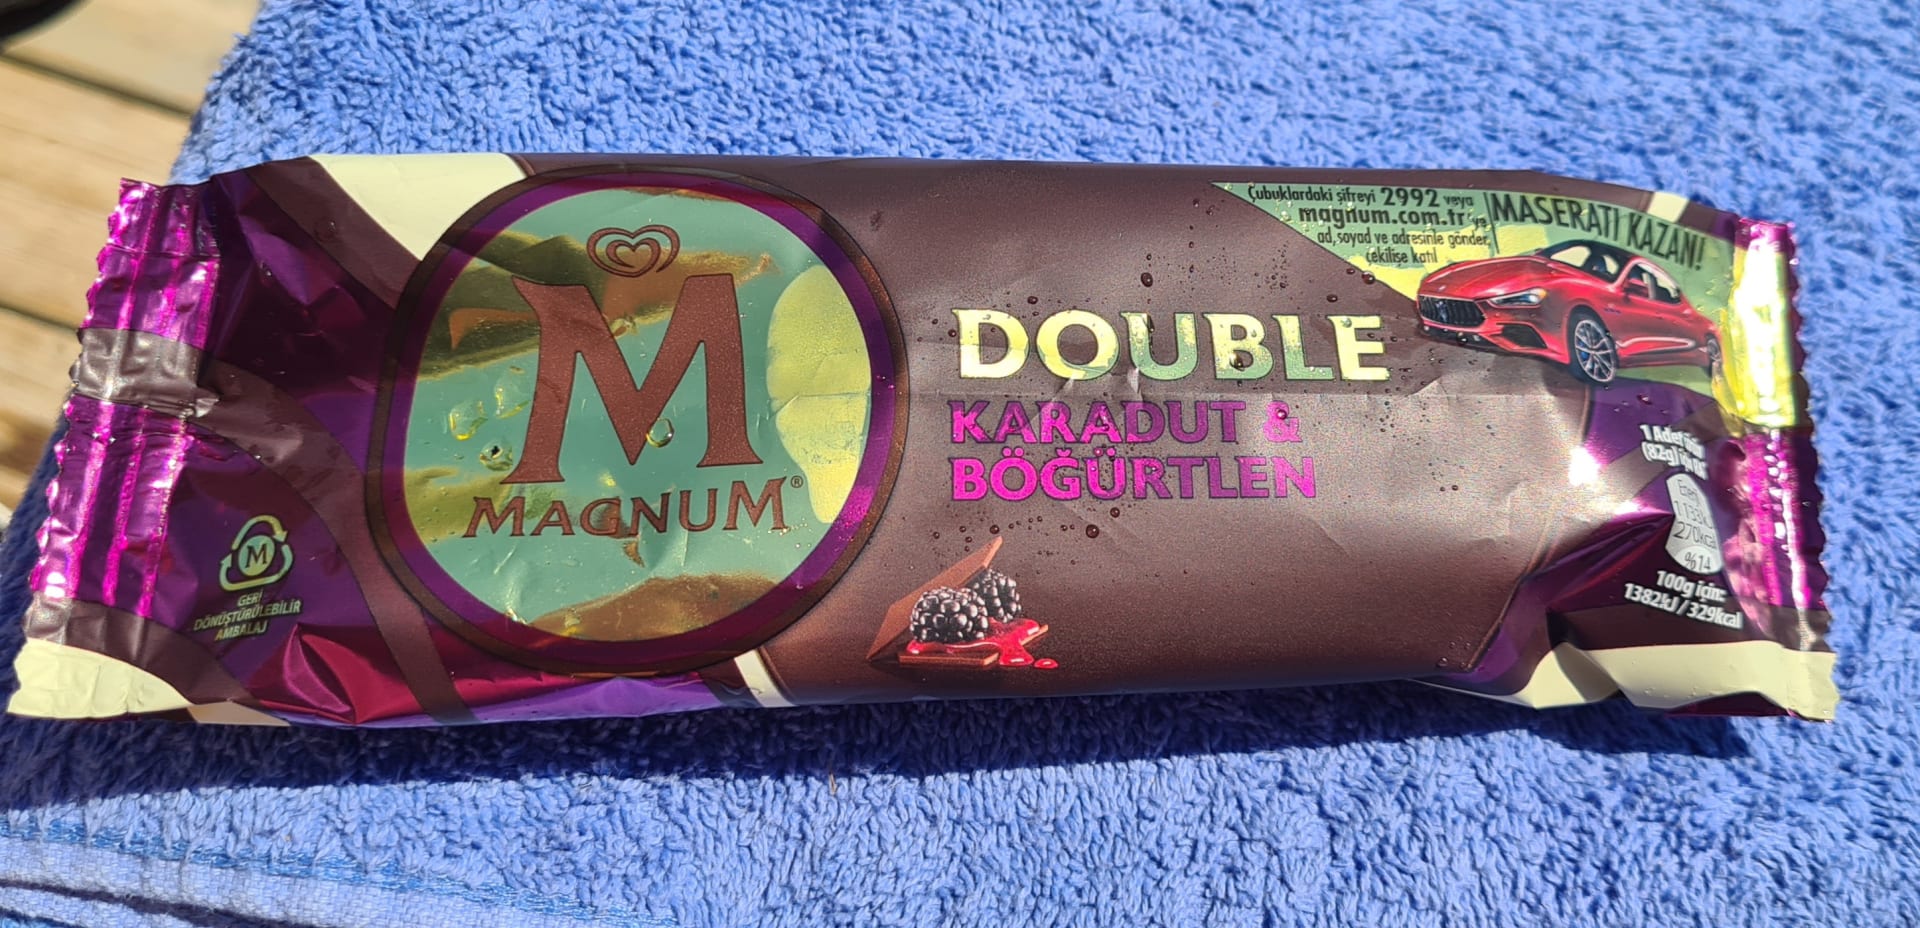 M
MAGNUM®
DOUBLE
KARADUT &
BÖĞÜRTLEN
Çubuklardaki şifreyi 2992 veya
magnum.com.tr'ye
ad, soyad ve adresinle gönder,
çekilişe katıl
MASERATI KAZAN!
M
GERİ
DÖNÜŞTÜRÜLEBİLİR
AMBALAJ
1 Adet
(82g) için
1133kJ
270kcal
%14
100g için:
1382kJ / 329kcal